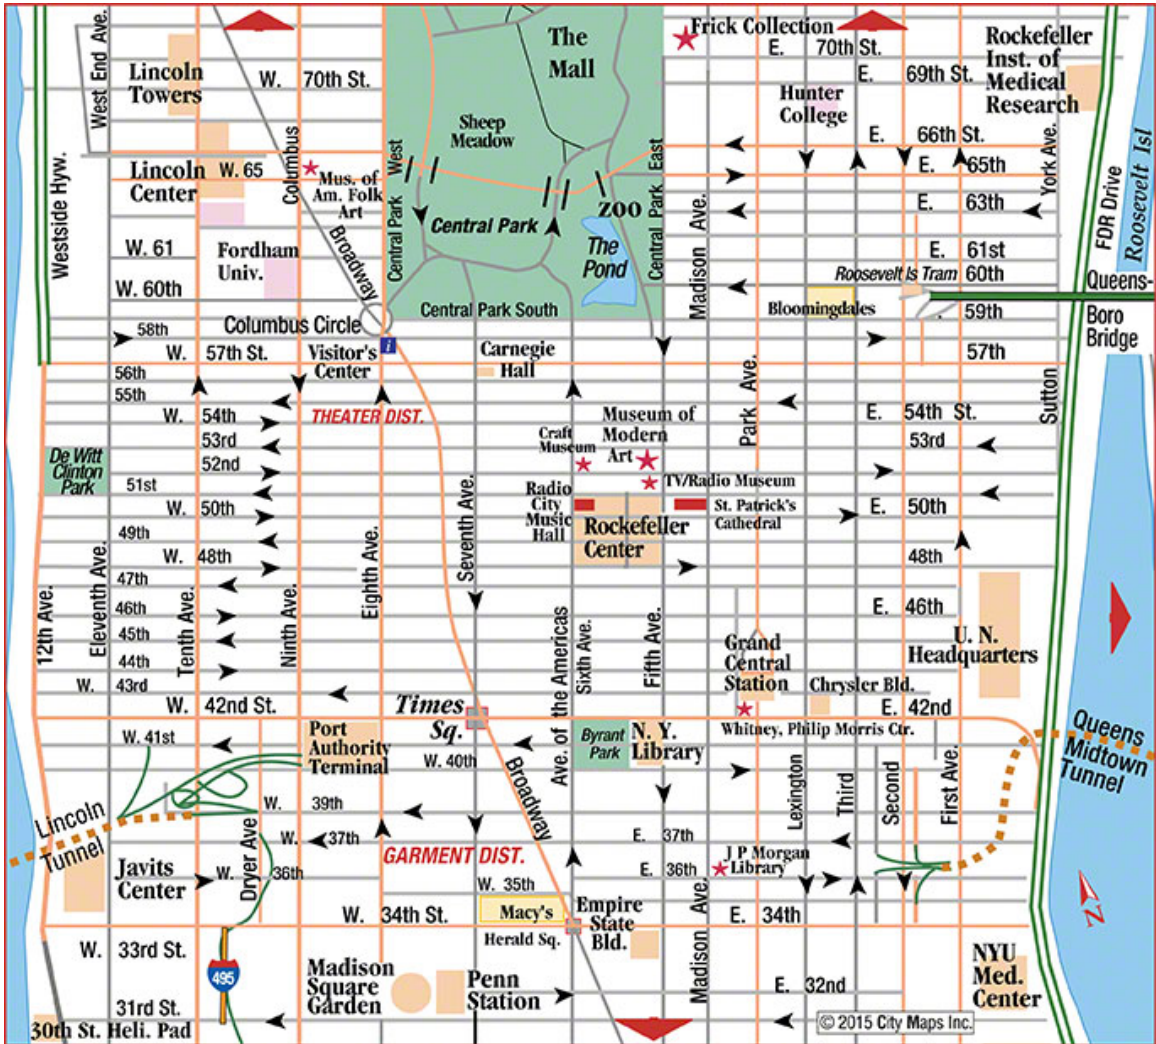 West End Ave.
Lincoln
Towers
W. 70th St.
The
Mall
Frick Collection
E. 70th St.
E. 69th St.
Rockefeller
Inst. of
Medical
Research
Hunter
College
Sheep
Meadow
E. 66th St.
E. 65th
York Ave.
Roosevelt Isl
FDR Drive
Westside Hyw.
Lincoln
Center
W. 65
Columbus
Mus. of
Am. Folk
Art
Central Park West
Central Park
ZOO
The
Pond
Central Park East
Madison Ave.
E. 63rd
W. 61
Fordham
Univ.
Broadway
E. 61st
Roosevelt Is Tram
60th
Queens-
Boro
Bridge
W. 60th
Columbus Circle
Central Park South
Bloomingdales
E. 59th
58th
W. 57th St.
Visitor's
Center
i
Carnegie
Hall
57th
56th
55th
W. 54th
THEATER DIST.
Museum of
Modern
Art
Craft
Museum
Park Ave.
E. 54th St.
Sutton
53rd
53rd
De Witt
Clinton
Park
52nd
51st
TV/Radio Museum
W. 50th
Seventh Ave.
Radio
City
Music
Hall
Rockefeller
Center
St. Patrick's
Cathedral
E. 50th
49th
W. 48th
48th
47th
46th
E. 46th
45th
44th
W. 43rd
12th Ave.
Eleventh Ave.
Tenth Ave.
Ninth Ave.
Eighth Ave.
Ave. of the Americas
Sixth Ave.
Fifth Ave.
Grand
Central
Station
U. N.
Headquarters
Chrysler Bld.
W. 42nd St.
Times
Sq.
E. 42nd
Whitney, Philip Morris Ctr.
W. 41st
Port
Authority
Terminal
W. 40th
Byrant
Park
N. Y.
Library
Queens
Midtown
Tunnel
Broadway
Lexington
Third
Second
First Ave.
Lincoln
Tunnel
W. 39th
Dryer Ave
W. 37th
E. 37th
GARMENT DIST.
Javits
Center
W. 36th
E. 36th
J P Morgan
Library
W. 35th
W. 34th St.
Macy's
Herald Sq.
Empire
State
Bld.
Madison Ave.
E. 34th
N
W. 33rd St.
495
Madison
Square
Garden
Penn
Station
E. 32nd
NYU
Med.
Center
31rd St.
30th St. Heli. Pad
© 2015 City Maps Inc.